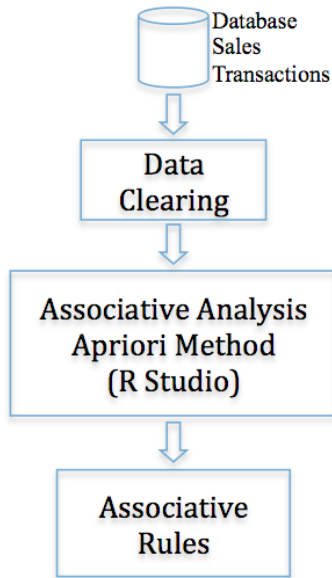 Database
Sales
Transactions
Data
Clearing
Associative Analysis
Apriori Method
(R Studio)
Associative
Rules